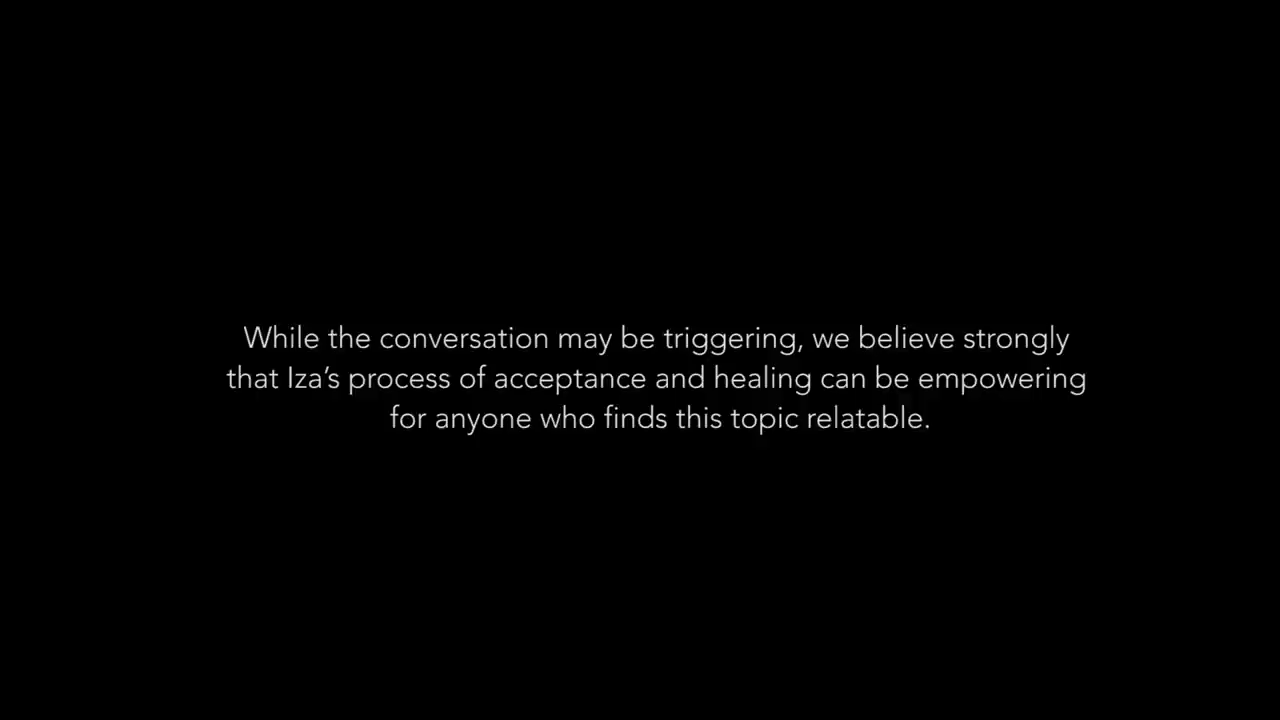 While the conversation may be triggering, we believe strongly
that Iza’s process of acceptance and healing can be empowering
for anyone who finds this topic relatable.